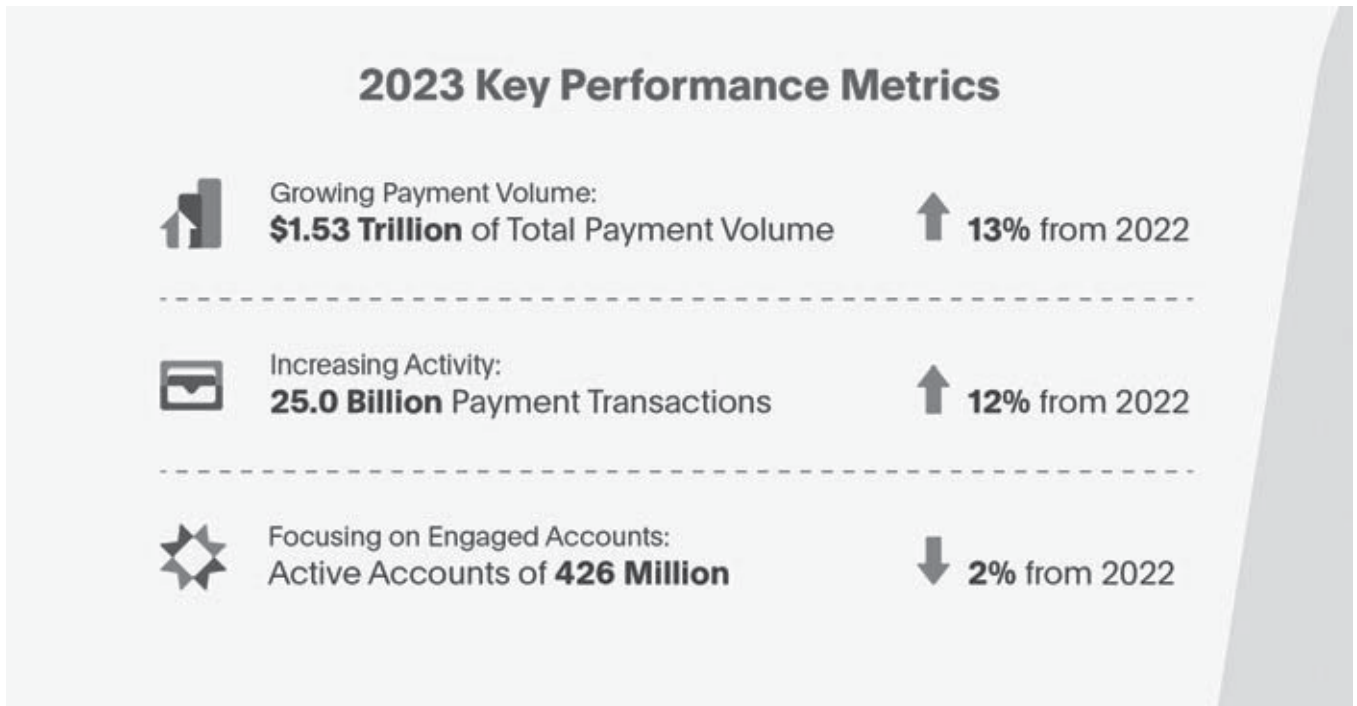 2023 Key Performance Metrics
Growing Payment Volume:
$1.53 Trillion of Total Payment Volume
13% from 2022
Increasing Activity:
25.0 Billion Payment Transactions
12% from 2022
Focusing on Engaged Accounts:
Active Accounts of 426 Million
2% from 2022